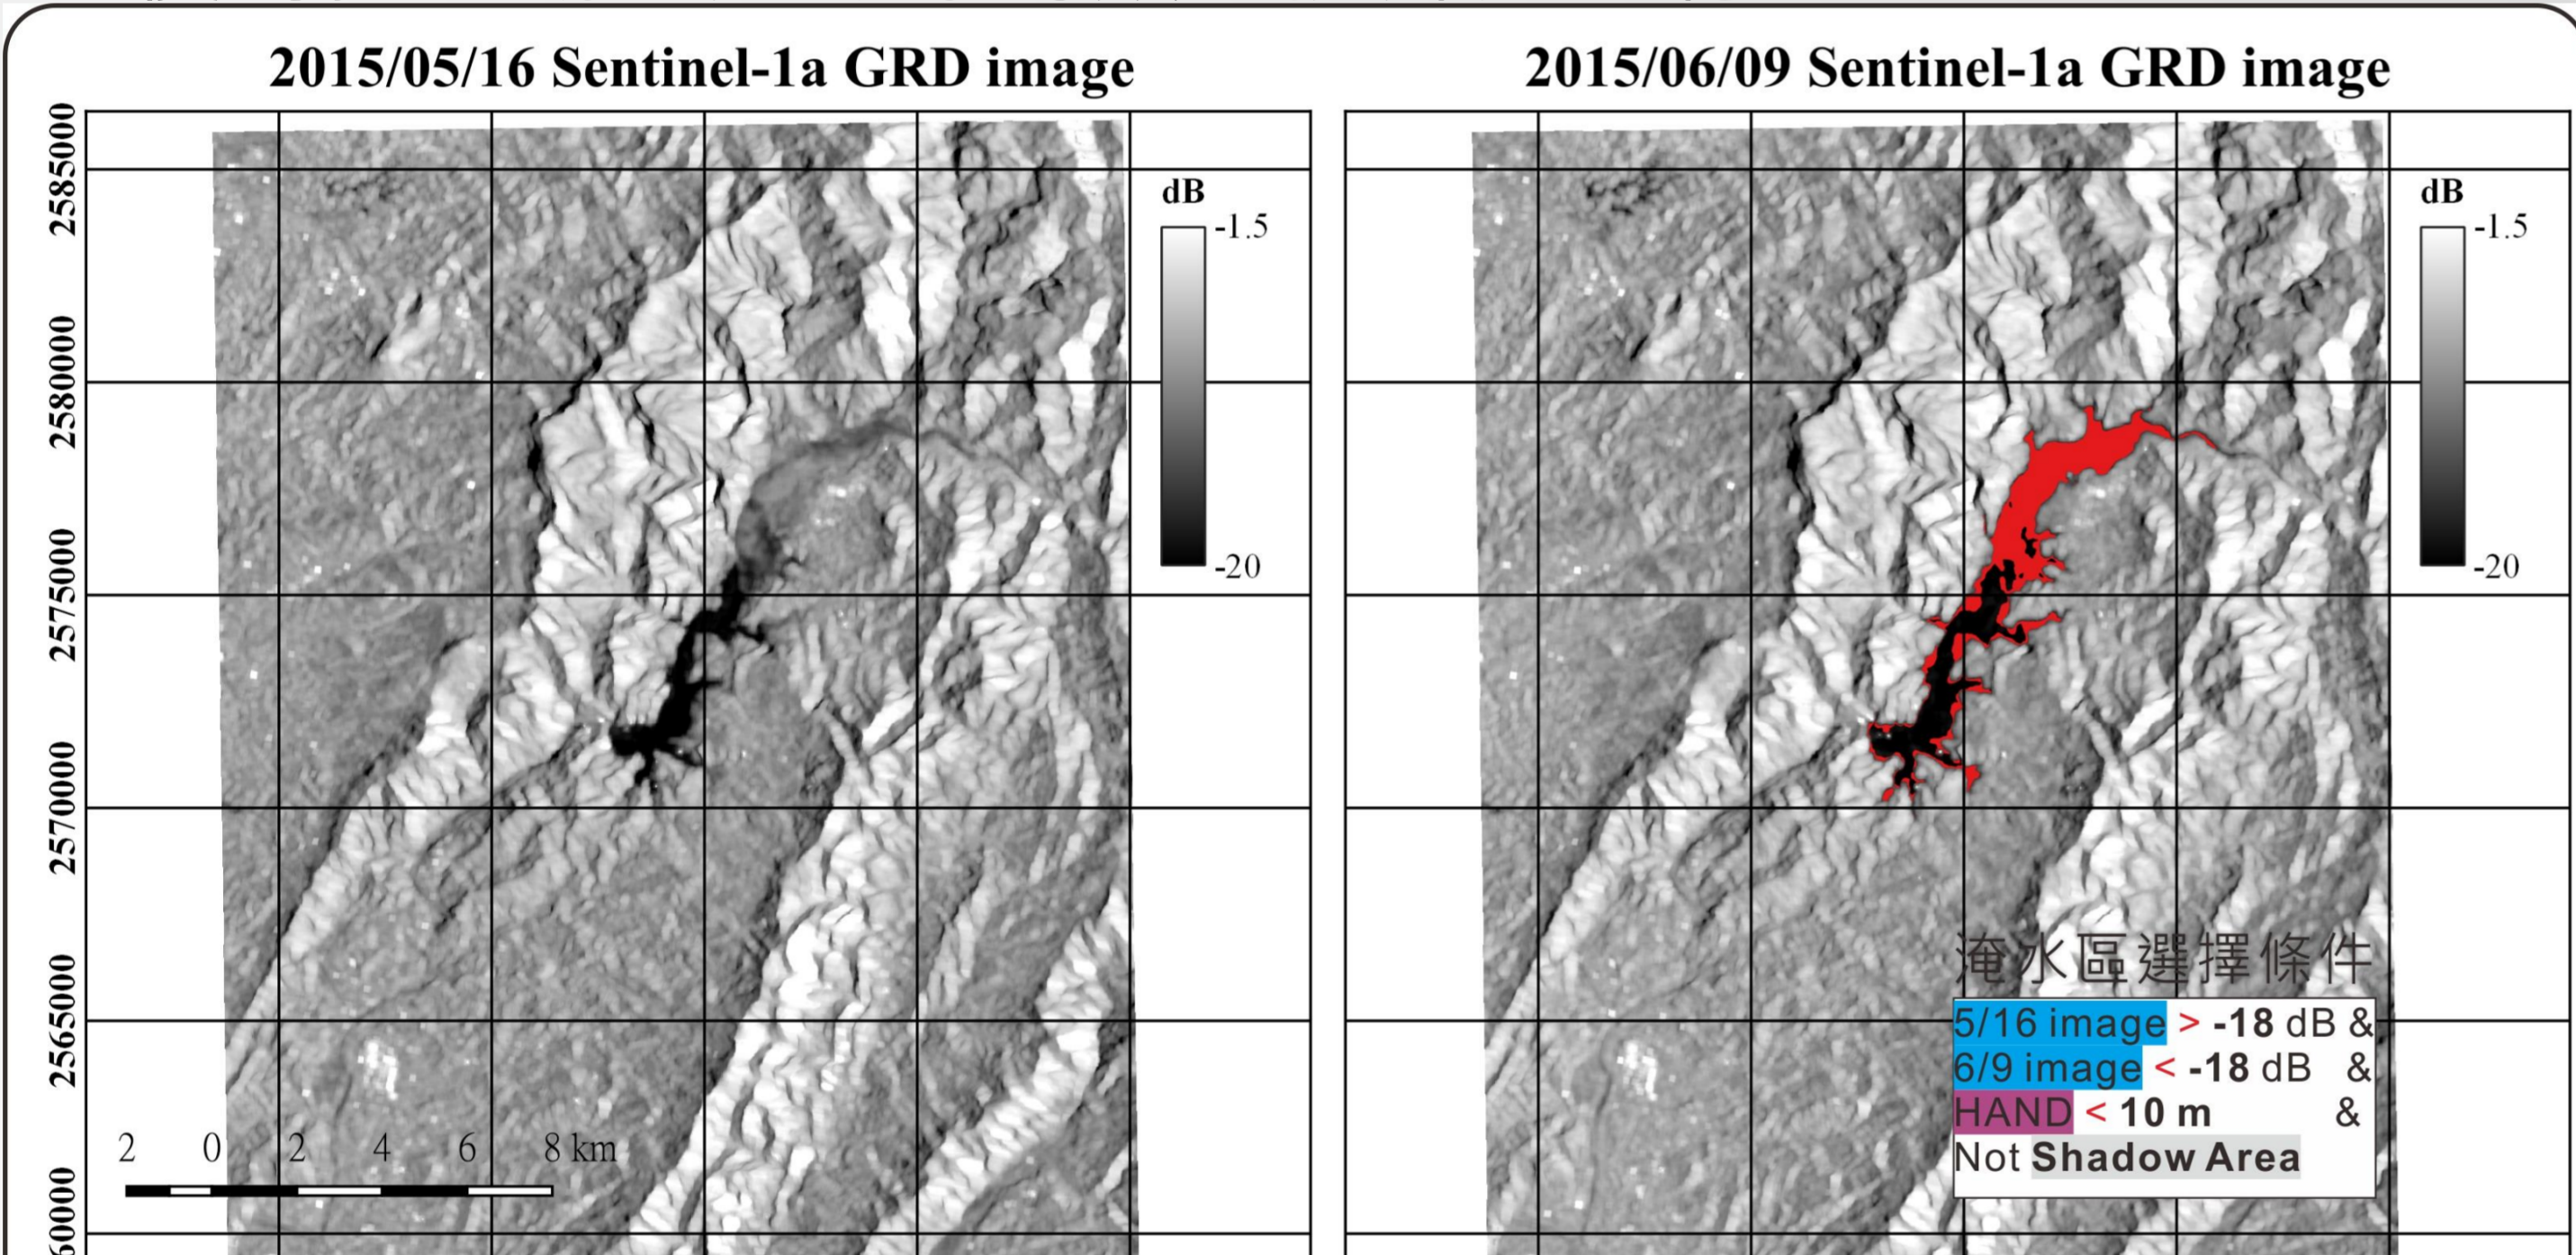 2015/05/16 Sentinel-1a GRD image
2015/06/09 Sentinel-1a GRD image
2585000
2580000
2575000
2570000
2565000
60000
dB
-1.5
-20
2 0 2 4 6 8 km
dB
-1.5
-20
淹水區選擇條件
5/16 image > -18 dB &
6/9 image < -18 dB &
HAND < 10 m &
Not Shadow Area